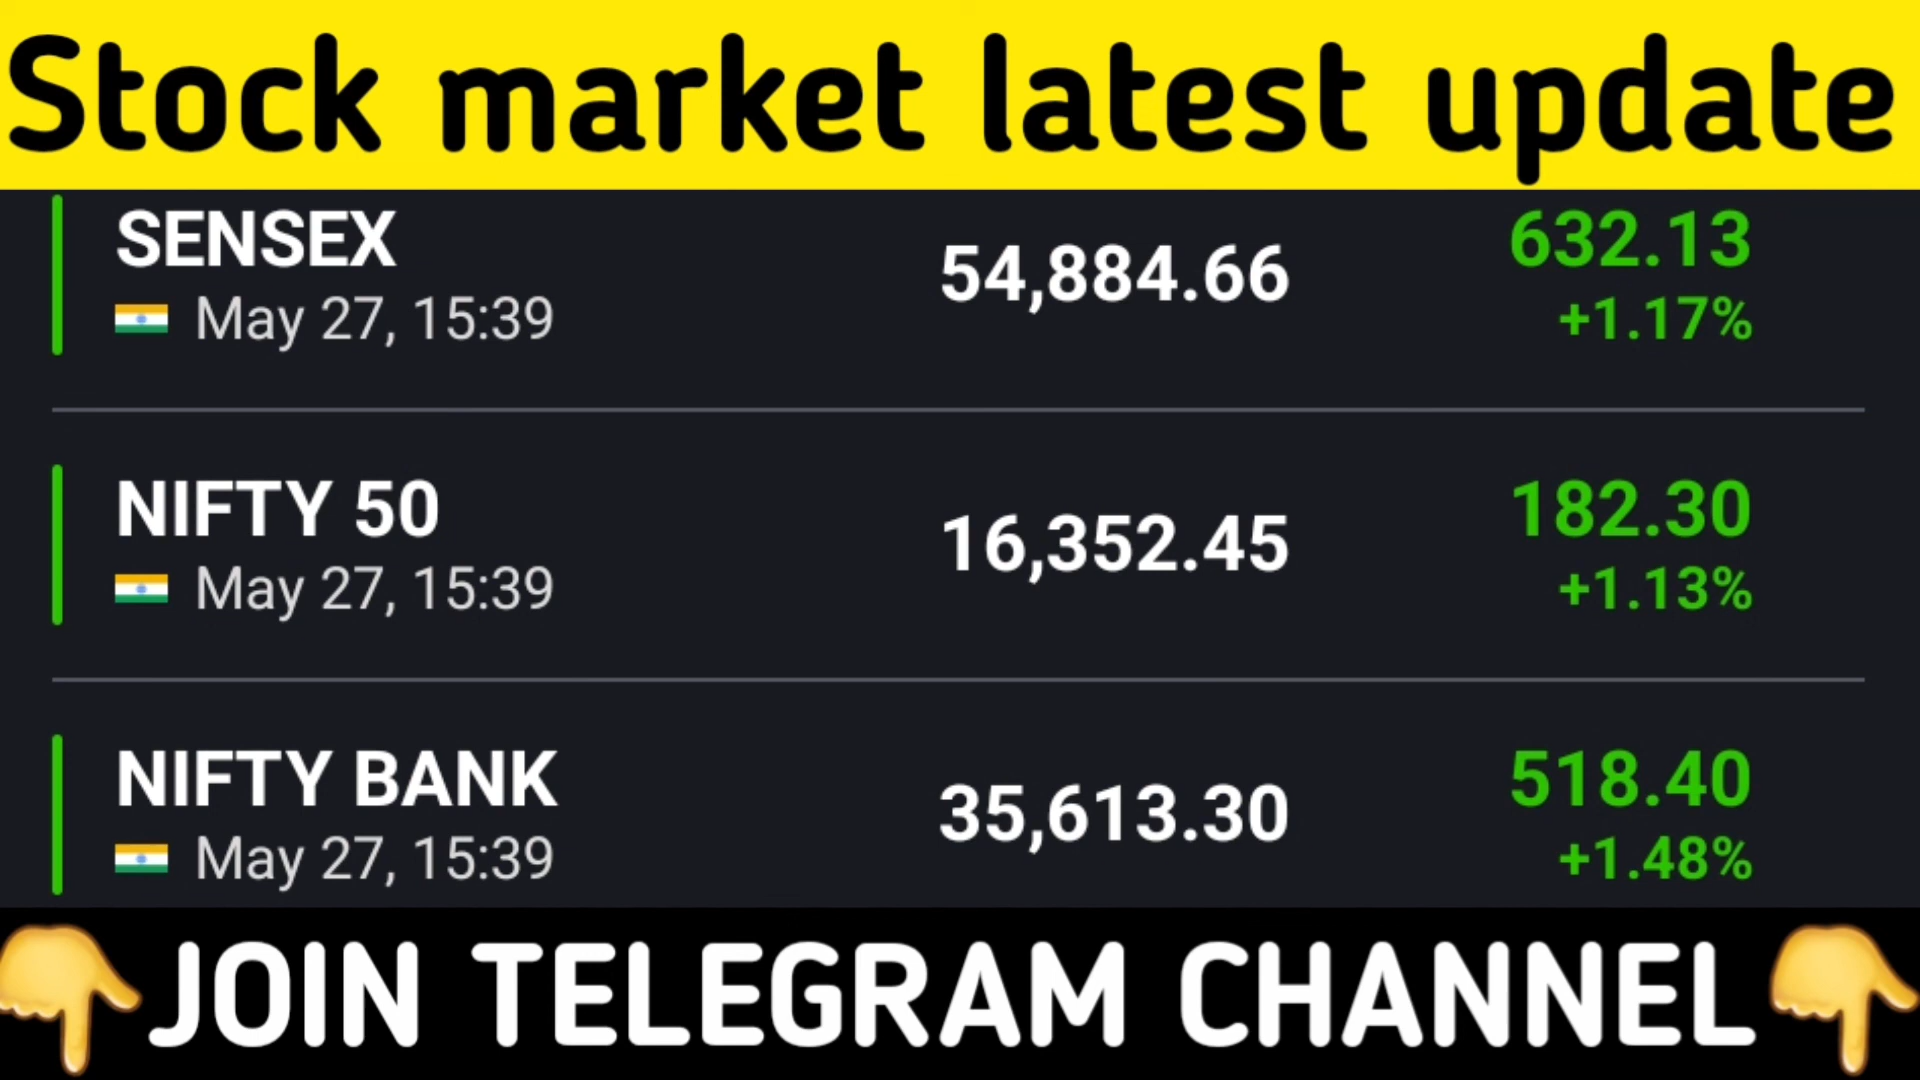 Stock market latest update
SENSEX
May 27, 15:39
54,884.66
632.13
+1.17%
NIFTY 50
May 27, 15:39
16,352.45
182.30
+1.13%
NIFTY BANK
May 27, 15:39
35,613.30
518.40
+1.48%
👇JOIN TELEGRAM CHANNEL👇